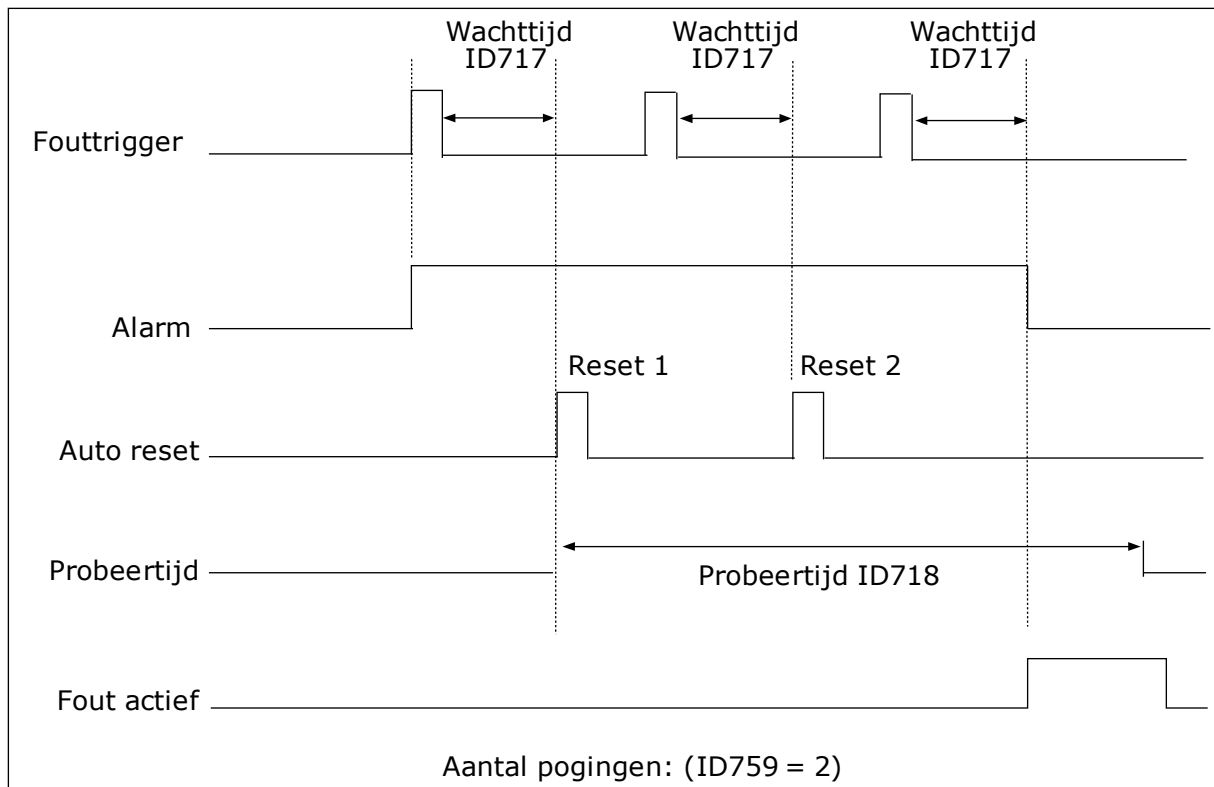 Wachttijd
ID717
Wachttijd
ID717
Wachttijd
ID717
Fouttrigger
Alarm
Reset 1
Reset 2
Auto reset
Probeertijd
Probeertijd ID718
Fout actief
Aantal pogingen: (ID759 = 2)